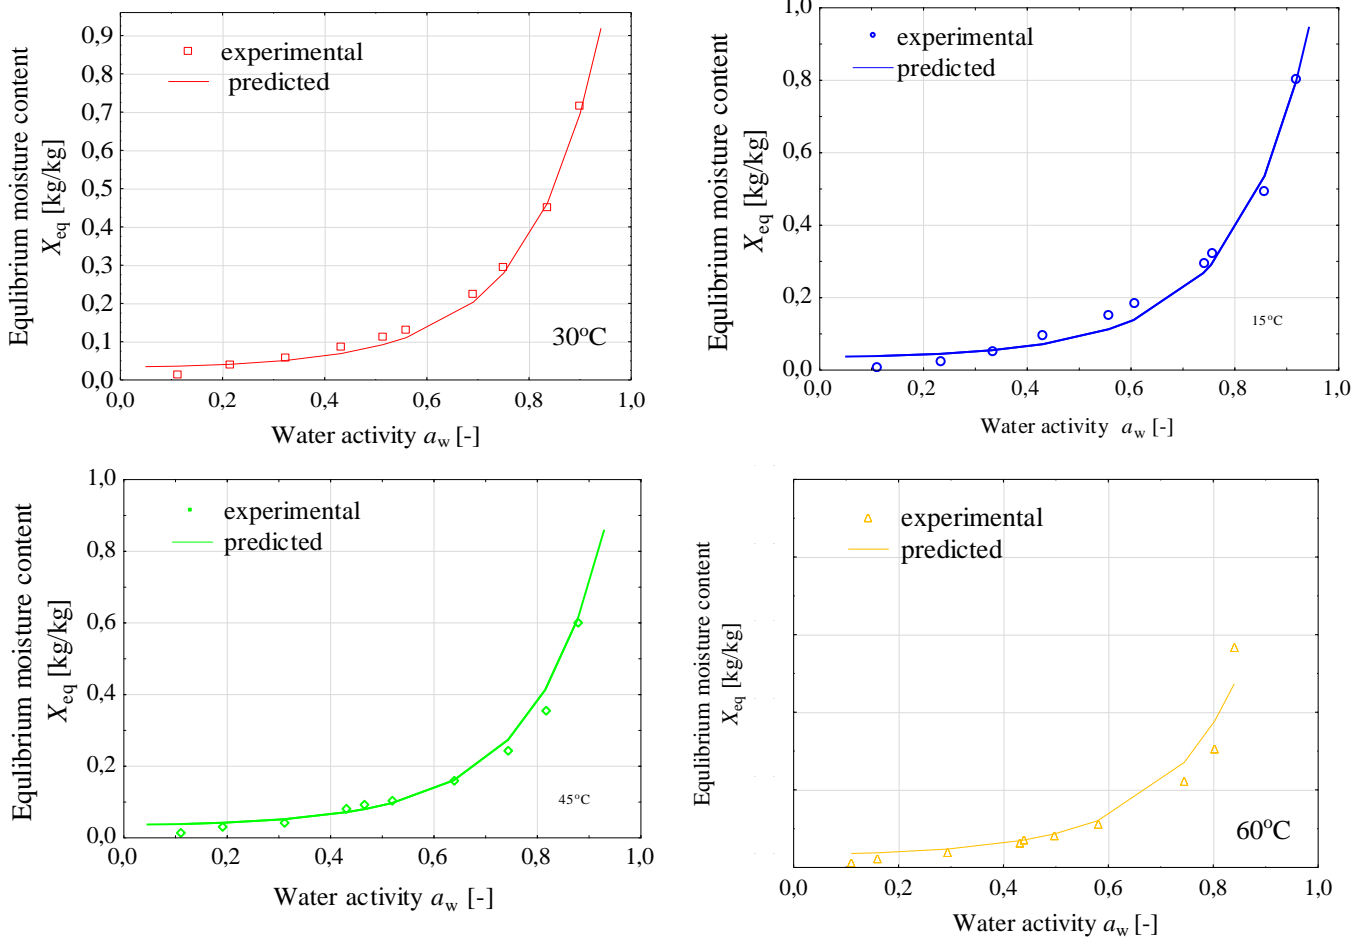 0,9
0,8
0,7
0,6
0,5
0,4
0,3
0,2
0,1
0,0
Equlibrium moisture content
Xeq [kg/kg]
experimental
predicted
30°C
0,0 0,4 0,6 0,8 1,0
Water activity aw [-]
1,0
0,8
0,6
0,4
0,2
0,0
Equlibrium moisture content
Xeq [kg/kg]
experimental
predicted
15°C
0,0 0,2 0,4 0,6 0,8 1,0
Water activity aw [-]
1,0
0,8
0,6
0,4
0,2
0,0
Equlibrium moisture content
Xeq [kg/kg]
experimental
predicted
45°C
0,0 0,2 0,4 0,6 0,8 1,0
Water activity aw [-]
Equlibrium moisture content
Xeq [kg/kg]
experimental
predicted
60°C
0,0 0,2 0,4 0,6 0,8 1,0
Water activity aw [-]